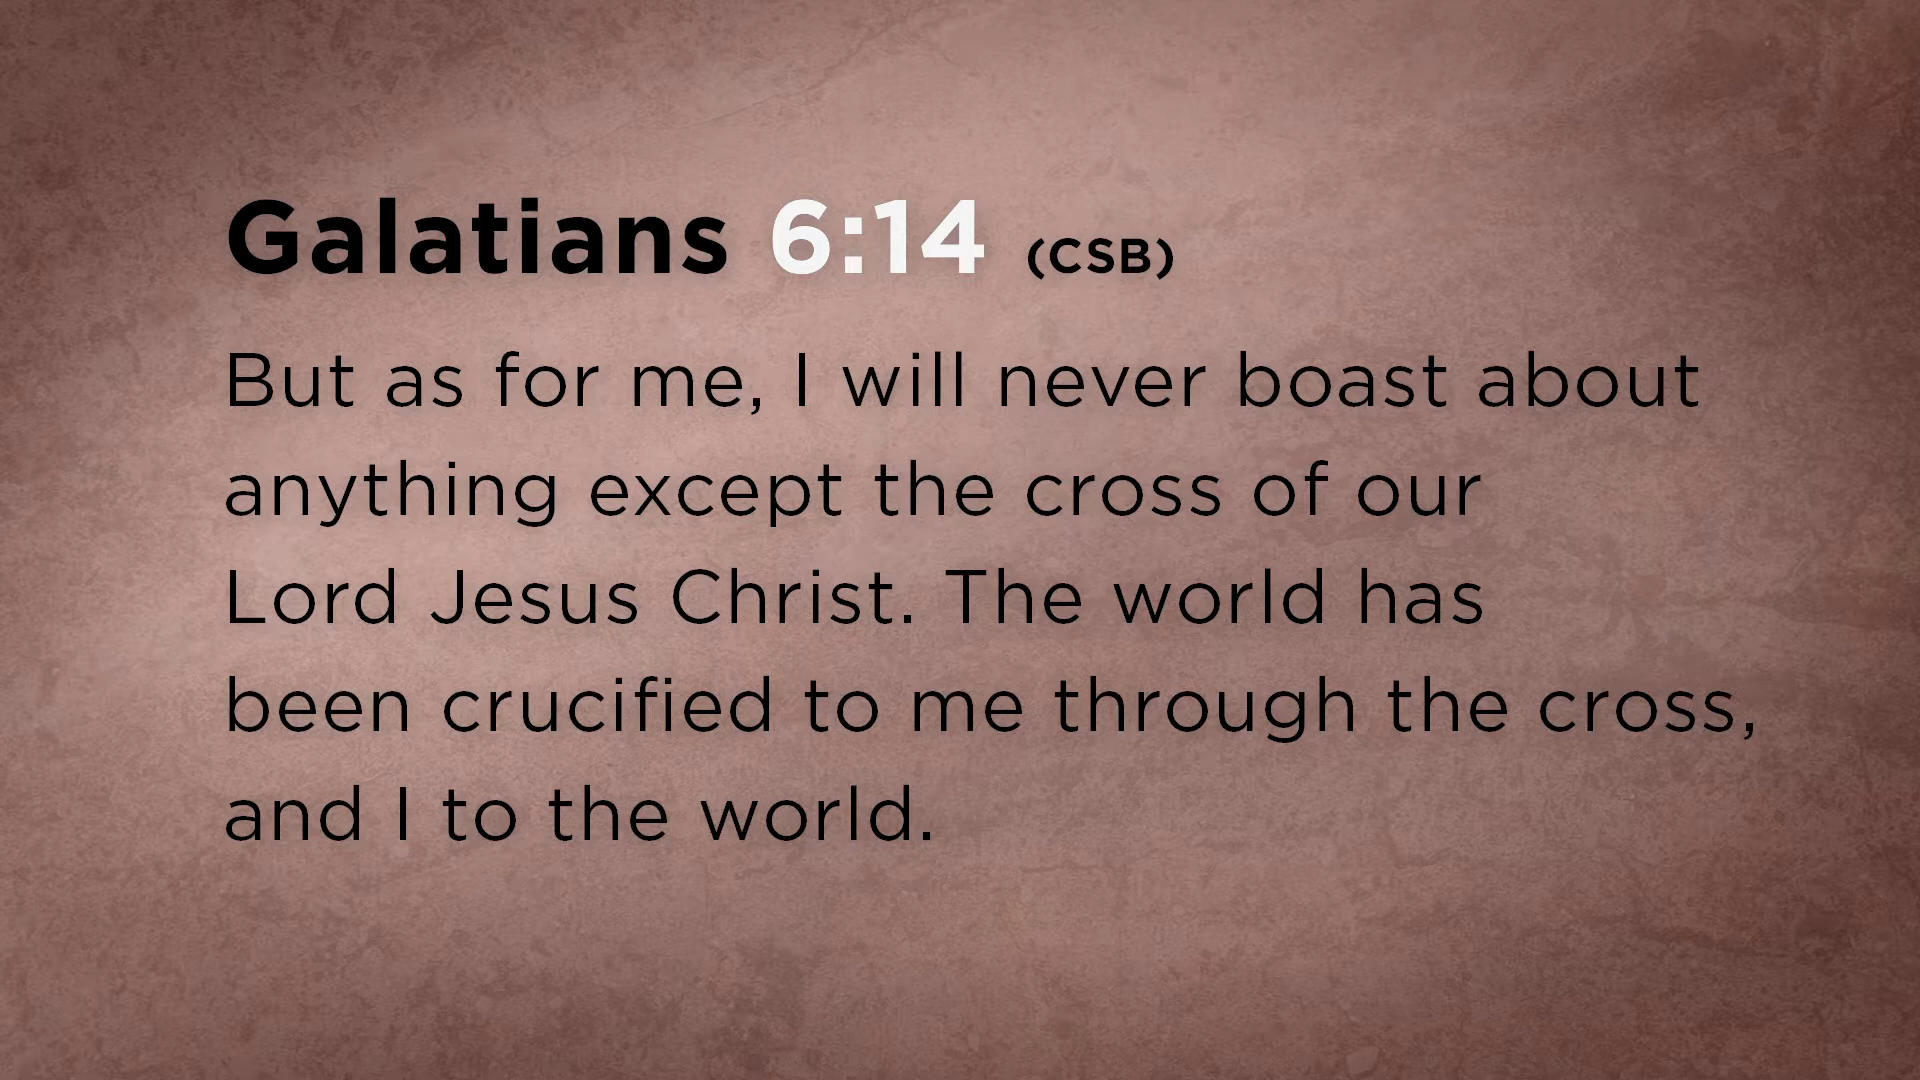 Galatians 6:14 (CSB)
But as for me, I will never boast about
anything except the cross of our
Lord Jesus Christ. The world has
been crucified to me through the cross,
and I to the world.